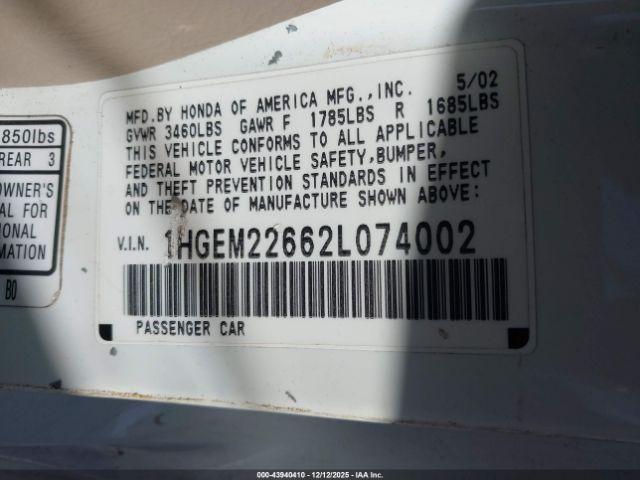 MFD.BY HONDA OF AMERICA MFG.,INC. 5/02
GVWR 3460LBS GAWR F 1785LBS R 1685LBS
THIS VEHICLE CONFORMS TO ALL APPLICABLE
FEDERAL MOTOR VEHICLE SAFETY,BUMPER,
AND THEFT PREVENTION STANDARDS IN EFFECT
ON THE DATE OF MANUFACTURE SHOWN ABOVE:
V.I.N. 1HGEM22662L074002
PASSENGER CAR
850lbs
REAR 3
OWNER'S
AL FOR
IONAL
MATION
BO
000-43940410 - 12/12/2025 - IAA Inc.